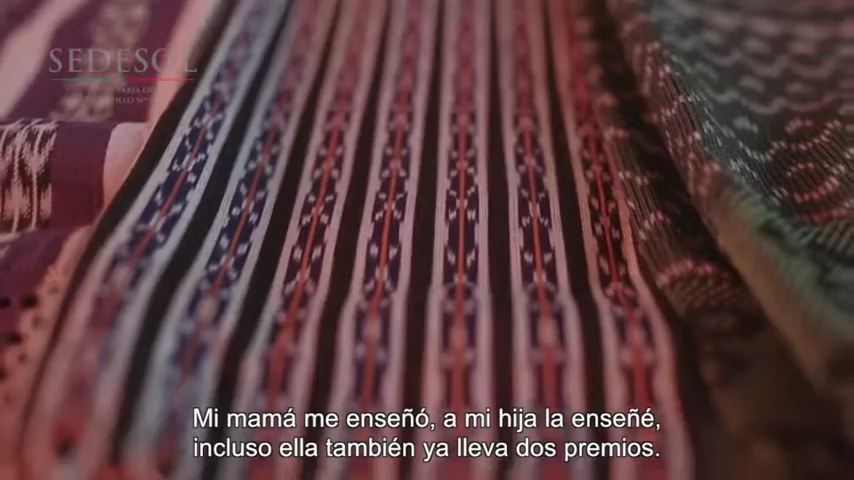 SEDESOL
Mi mamá me enseñó, a mi hija la enseñé,
incluso ella también ya lleva dos premios.